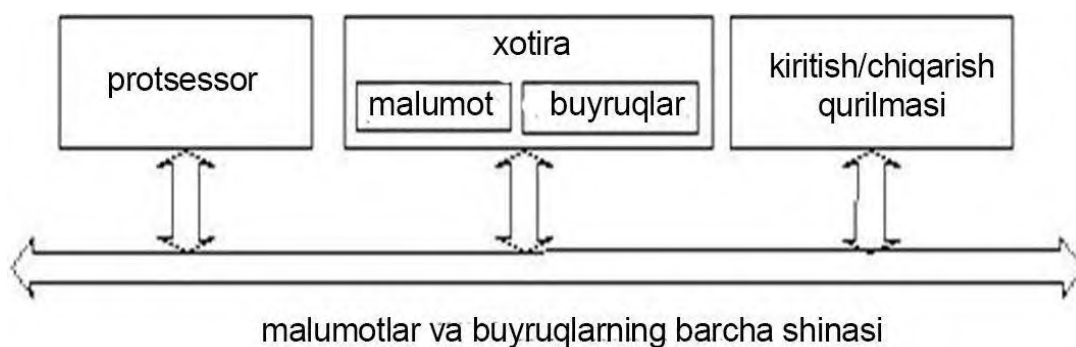 protsessor
xotira
malumot
buyruqlar
kiritish/chiqarish
qurilmasi
malumotlar va buyruqlarning barcha shinasi